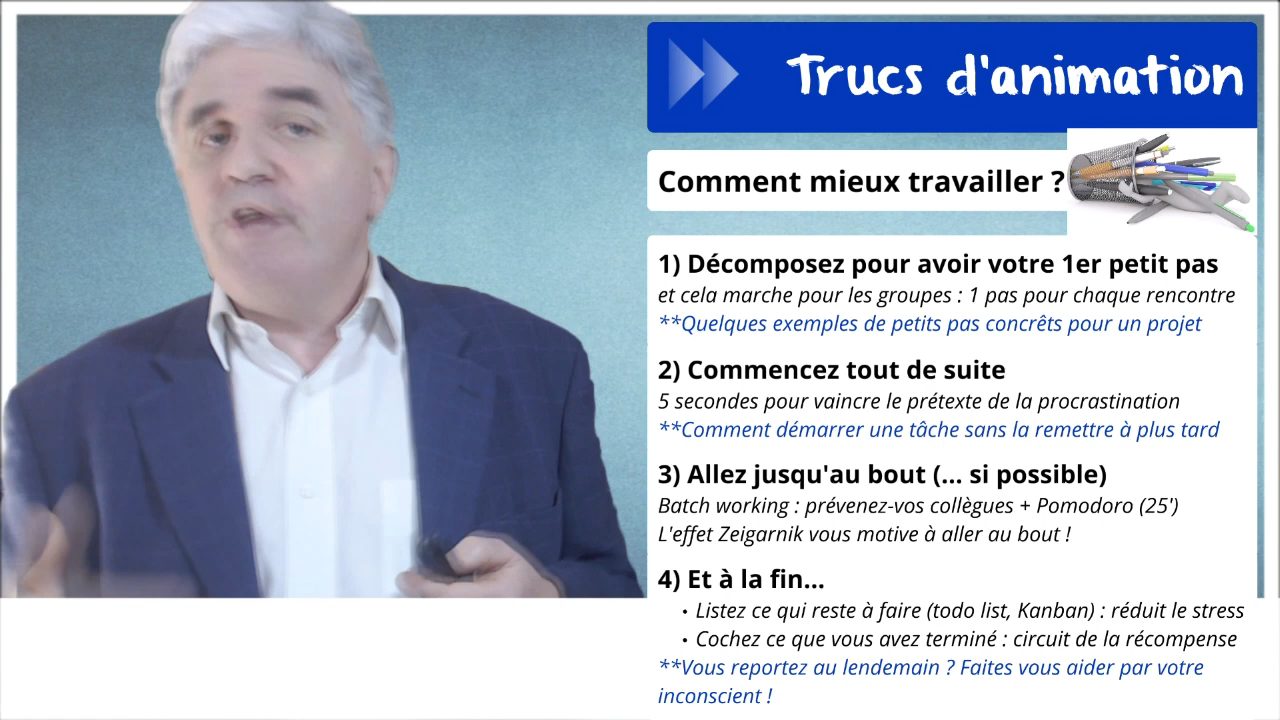 Trucs d'animation
Comment mieux travailler ?
1) Décomposez pour avoir votre 1er petit pas
et cela marche pour les groupes : 1 pas pour chaque rencontre
**Quelques exemples de petits pas concrêts pour un projet
2) Commencez tout de suite
5 secondes pour vaincre le prétexte de la procrastination
**Comment démarrer une tâche sans la remettre à plus tard
3) Allez jusqu'au bout (... si possible)
Batch working : prévenez-vos collègues + Pomodoro (25')
L'effet Zeigarnik vous motive à aller au bout !
4) Et à la fin...
• Listez ce qui reste à faire (todo list, Kanban) : réduit le stress
• Cochez ce que vous avez terminé : circuit de la récompense
**Vous reportez au lendemain ? Faites vous aider par votre
inconscient !